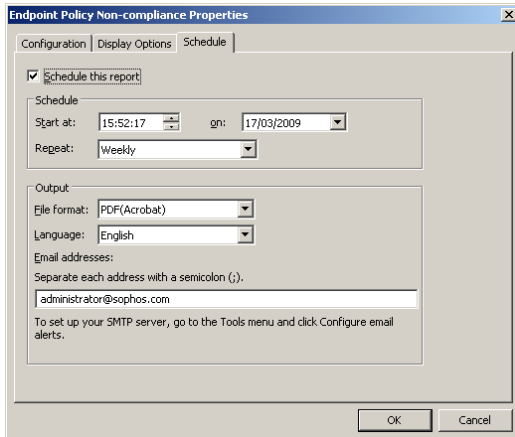 Endpoint Policy Non-compliance Properties
Configuration Display Options Schedule
Schedule this report
Schedule
Start at: 15:52:17 on: 17/03/2009
Repeat: Weekly
Output
File format: PDF(Acrobat)
Language: English
Email addresses:
Separate each address with a semicolon (;).
administrator@sophos.com
To set up your SMTP server, go to the Tools menu and click Configure email
alerts.
OK Cancel